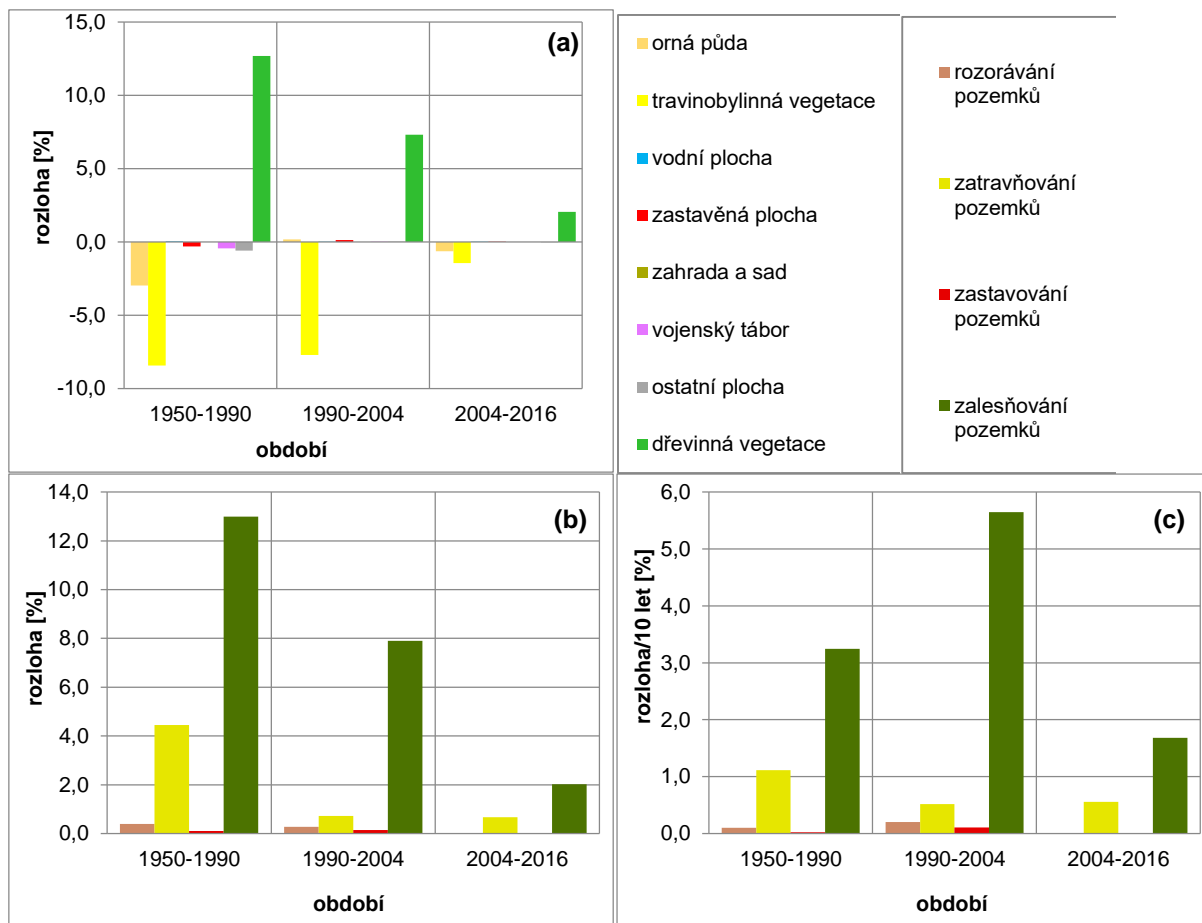 (a)
rozloha [%]
15,0
10,0
5,0
0,0
-5,0
-10,0
1950-1990 1990-2004 2004-2016
období
orná půda
travinobylinná vegetace
vodní plocha
zastavěná plocha
zahrada a sad
vojenský tábor
ostatní plocha
dřevinná vegetace
rozorávání
pozemků
zatravňování
pozemků
zastavování
pozemků
zalesňování
pozemků
(b)
rozloha [%]
14,0
12,0
10,0
8,0
6,0
4,0
2,0
0,0
1950-1990 1990-2004 2004-2016
období
(c)
rozloha/10 let [%]
6,0
5,0
4,0
3,0
2,0
1,0
0,0
1950-1990 1990-2004 2004-2016
období